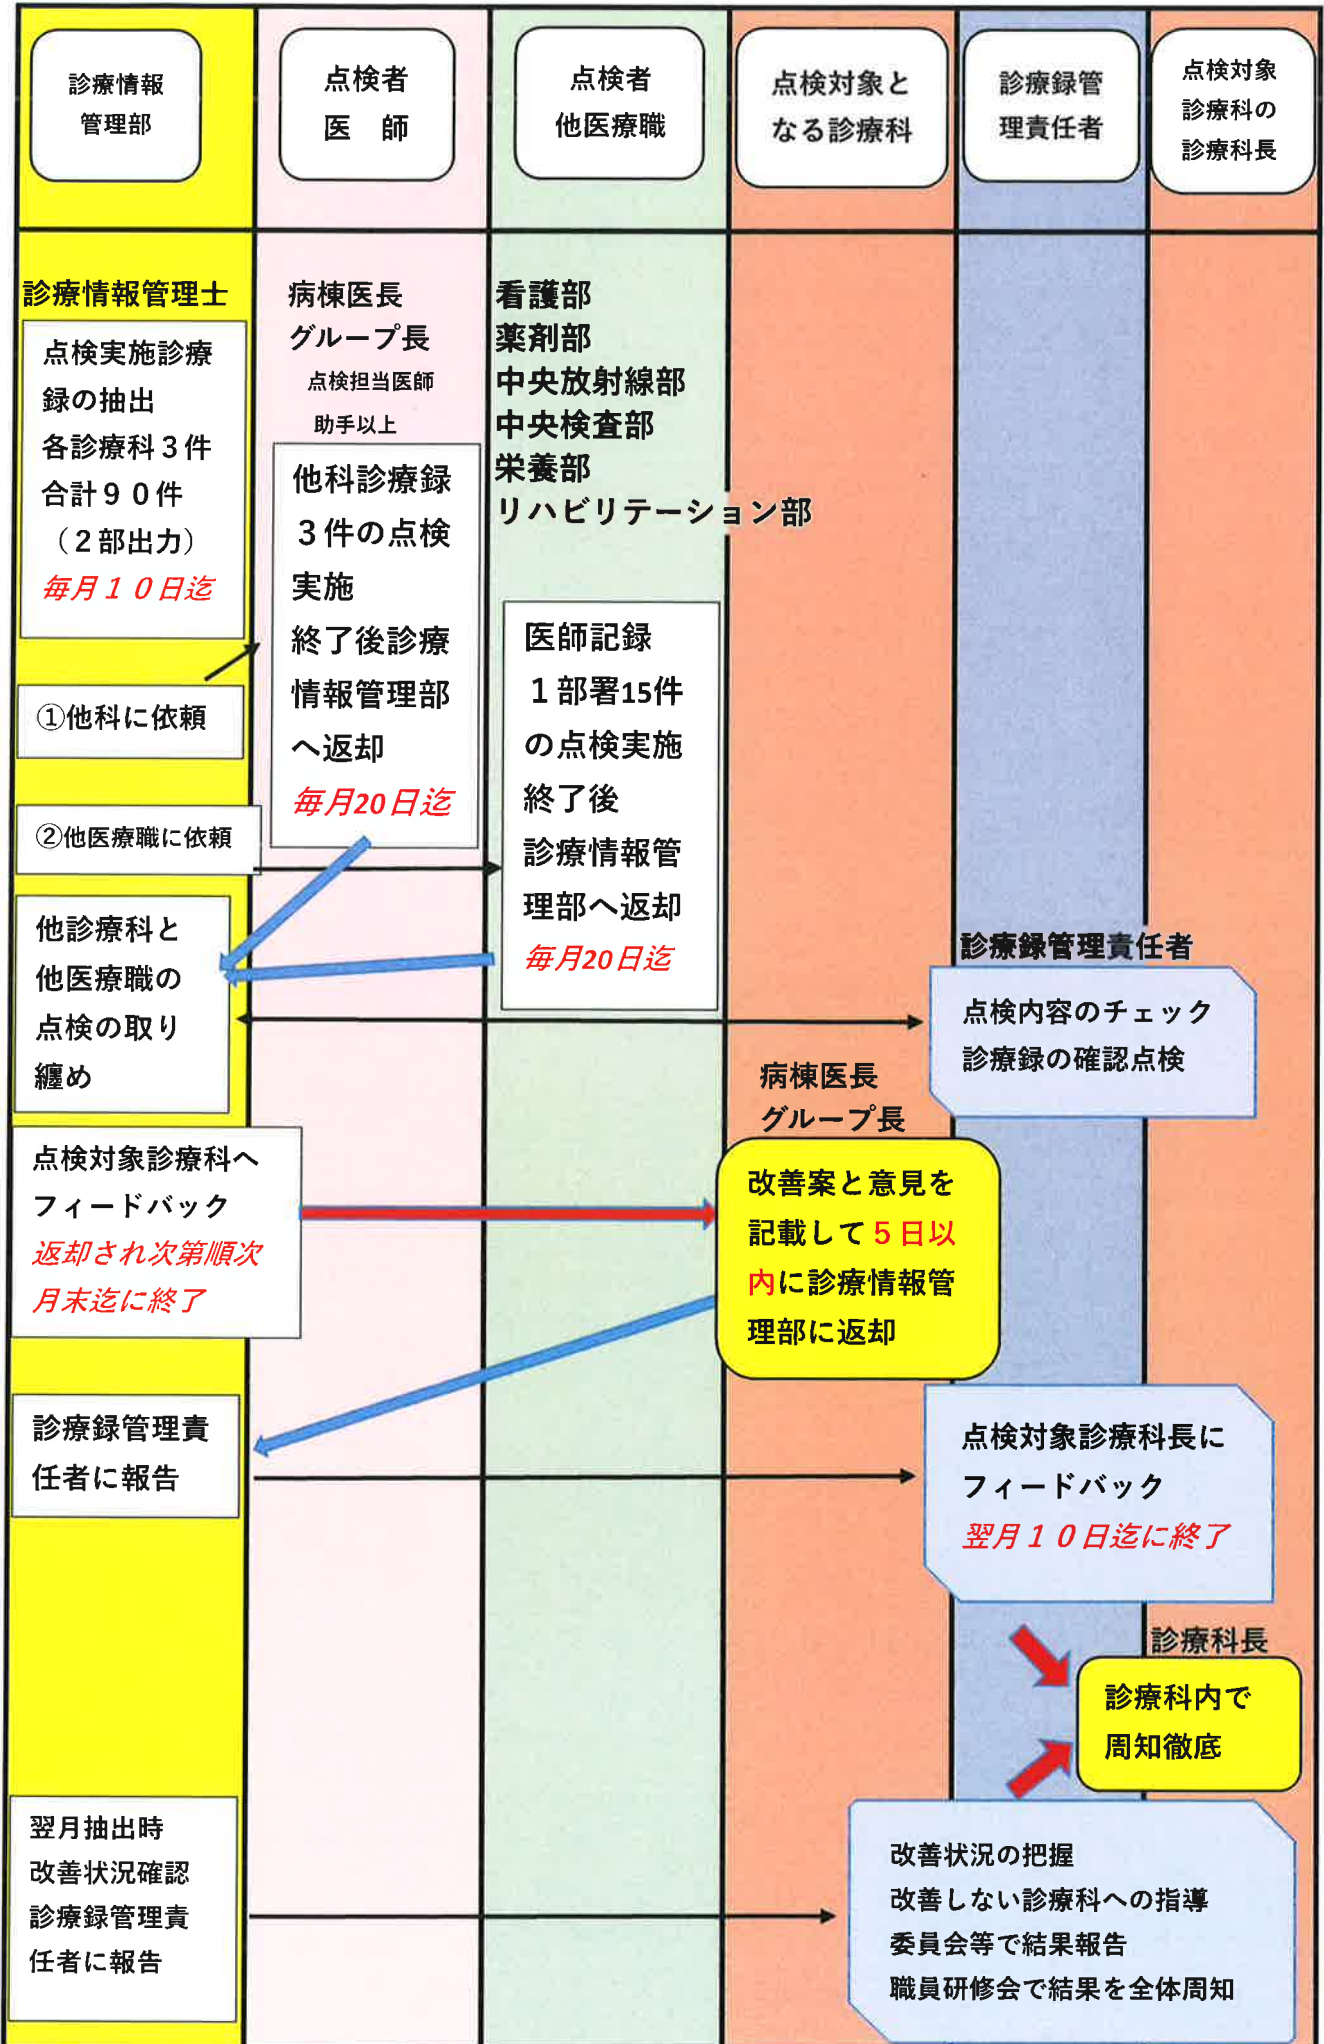 診療情報
管理部
点検者
医　師
点検者
他医療職
点検対象と
なる診療科
診療録管
理責任者
点検対象
診療科の
診療科長
診療情報管理士
点検実施診療
録の抽出
各診療科３件
合計９０件
（２部出力）
毎月１０日迄
①他科に依頼
②他医療職に依頼
他診療科と
他医療職の
点検の取り
纏め
点検対象診療科へ
フィードバック
返却され次第順次
月末迄に終了
診療録管理責
任者に報告
翌月抽出時
改善状況確認
診療録管理責
任者に報告
病棟医長
グループ長
点検担当医師
助手以上
他科診療録
３件の点検
実施
終了後診療
情報管理部
へ返却
毎月20日迄
看護部
薬剤部
中央放射線部
中央検査部
栄養部
リハビリテーション部
医師記録
１部署15件
の点検実施
終了後
診療情報管
理部へ返却
毎月20日迄
病棟医長
グループ長
改善案と意見を
記載して５日以
内に診療情報管
理部に返却
診療録管理責任者
点検内容のチェック
診療録の確認点検
点検対象診療科長に
フィードバック
翌月１０日迄に終了
診療科長
診療科内で
周知徹底
改善状況の把握
改善しない診療科への指導
委員会等で結果報告
職員研修会で結果を全体周知